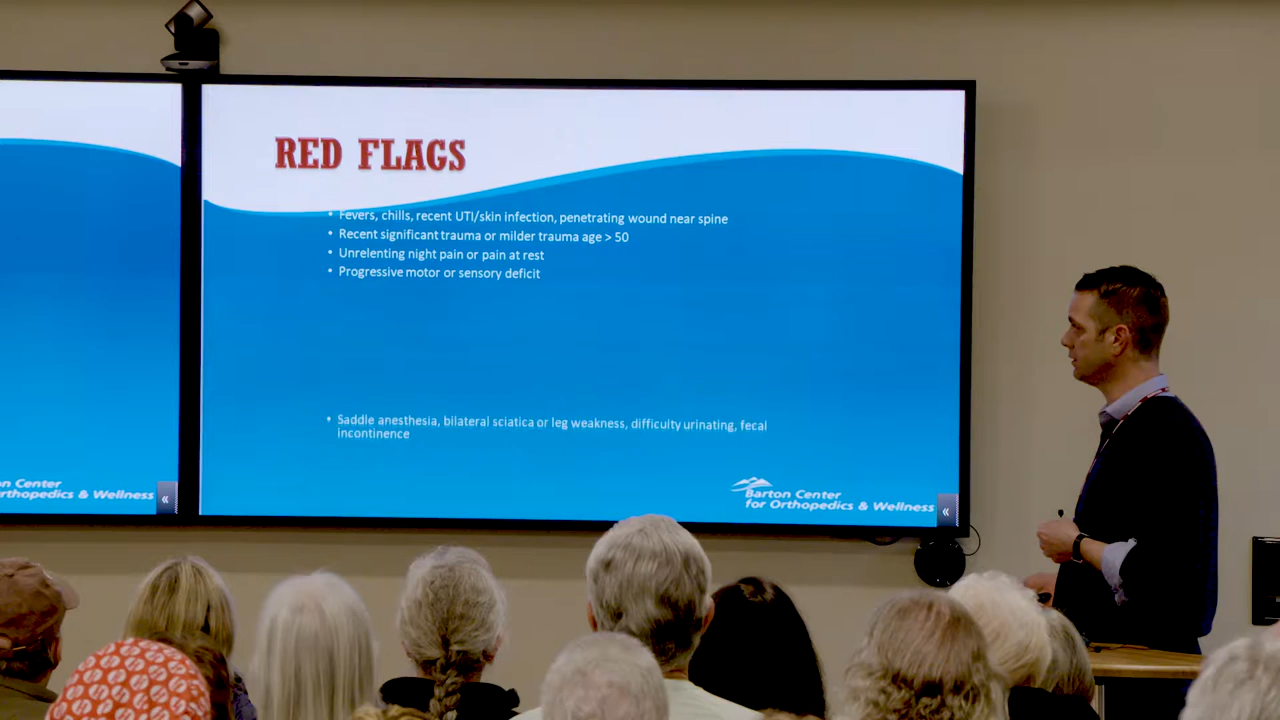 RED FLAGS
• Fevers, chills, recent UTI/skin infection, penetrating wound near spine
• Recent significant trauma or milder trauma age > 50
• Unrelenting night pain or pain at rest
• Progressive motor or sensory deficit
• Saddle anesthesia, bilateral sciatica or leg weakness, difficulty urinating, fecal
incontinence
Barton Center
for Orthopedics & Wellness
«
n Center
rthopedics & Wellness
«